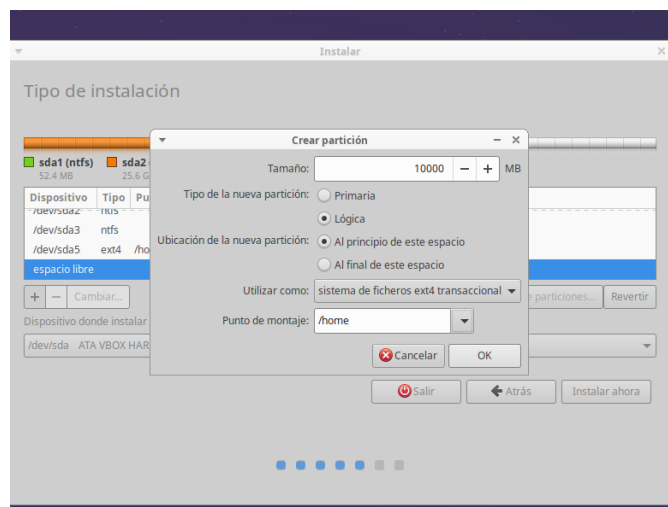 Instalar
Tipo de instalación
Crear partición
sda1 (ntfs) sda2
52.4 MB 25.6 G
Tamaño: 10000 MB
Dispositivo Tipo Pu
Tipo de la nueva partición: Primaria
/dev/sda2 ntfs
Lógica
/dev/sda3 ntfs
Ubicación de la nueva partición: Al principio de este espacio
/dev/sda5 ext4 /ho
Al final de este espacio
espacio libre
Utilizar como: sistema de ficheros ext4 transaccional
+ - Cambiar... e particiones... Revertir
Dispositivo donde instalar
Punto de montaje: /home
/dev/sda ATA VBOX HAR
Cancelar OK
Salir Atrás Instalar ahora